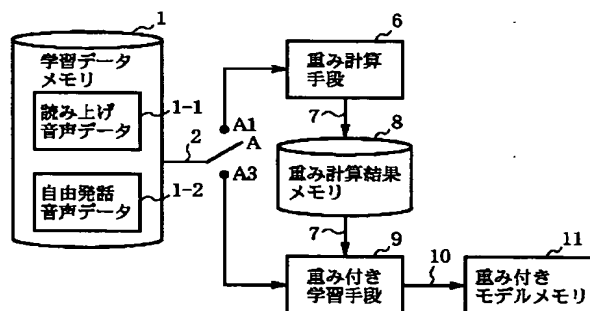 1
学習データ
メモリ
読み上げ
音声データ
1-1
自由発話
音声データ
1-2
2
A1
A
A3
6
重み計算
手段
7
8
重み計算結果
メモリ
7
9
重み付き
学習手段
10
11
重み付き
モデルメモリ